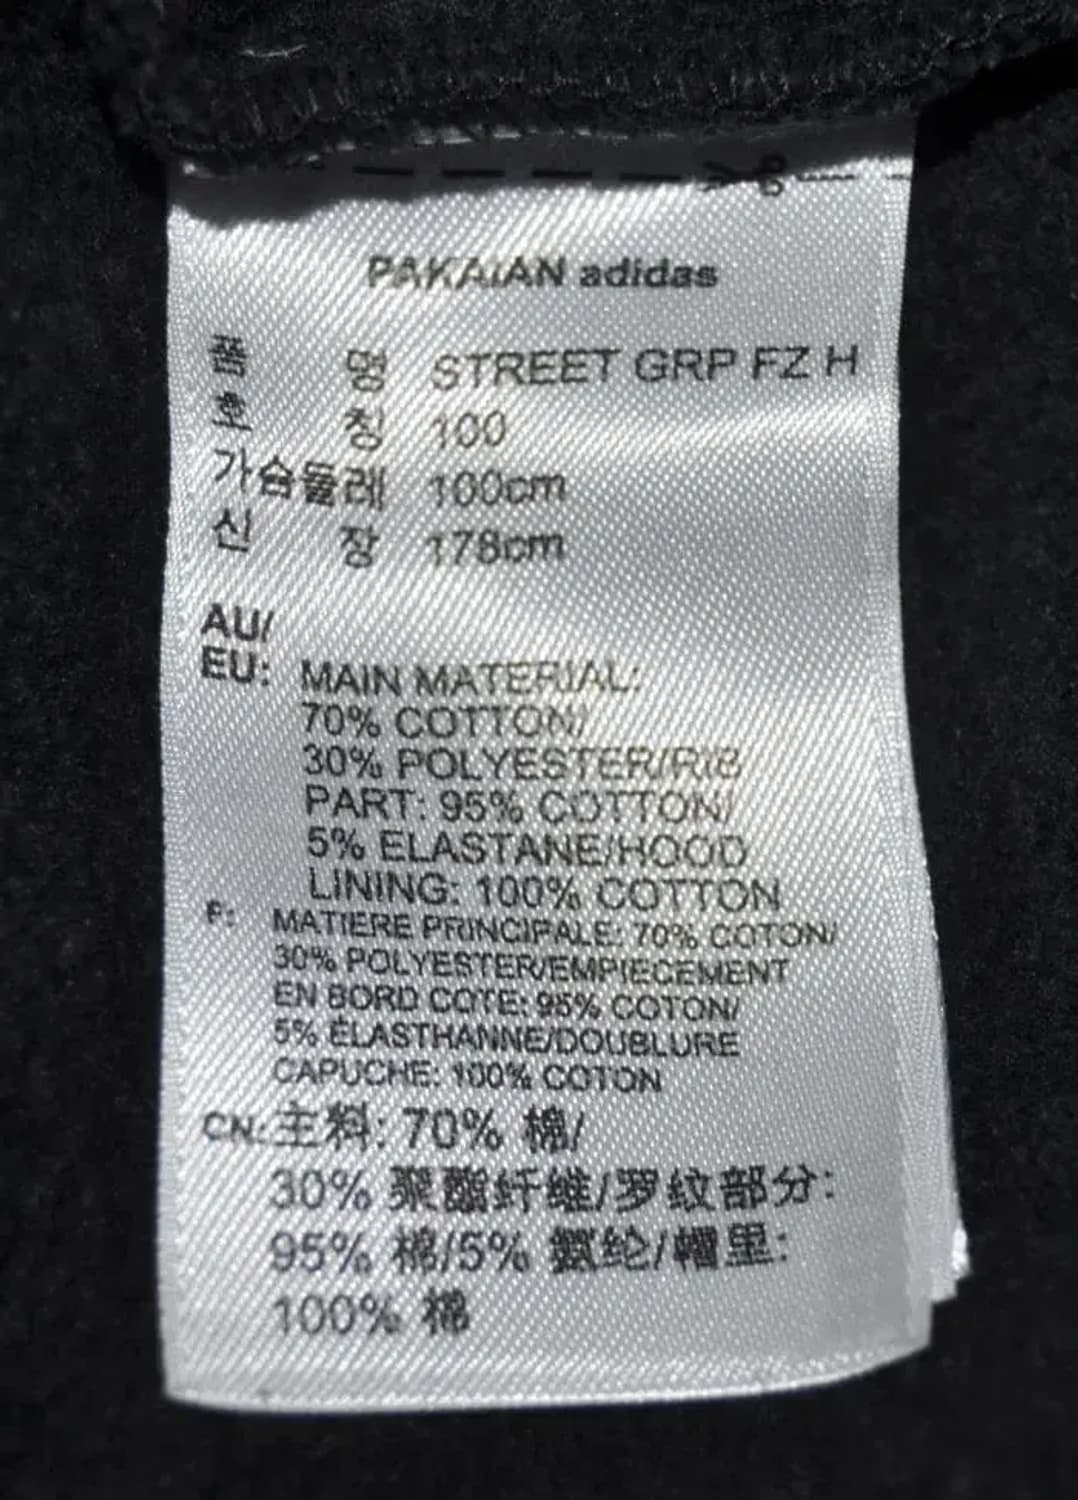 PAKAIAN adidas
품 명 STREET GRP FZ H
호 칭 100
가슴둘레 100cm
신 장 178cm
AU/
EU: MAIN MATERIAL:
70% COTTON/
30% POLYESTER/RIB
PART: 95% COTTON/
5% ELASTANE/HOOD
LINING: 100% COTTON
F: MATIERE PRINCIPALE: 70% COTON/
30% POLYESTER/EMPIECEMENT
EN BORD COTE: 95% COTON/
5% ÉLASTHANNE/DOUBLURE
CAPUCHE: 100% COTON
CN: 主料: 70% 棉/
30% 聚酯纤维/罗纹部分:
95% 棉/5% 氨纶/帽里:
100% 棉